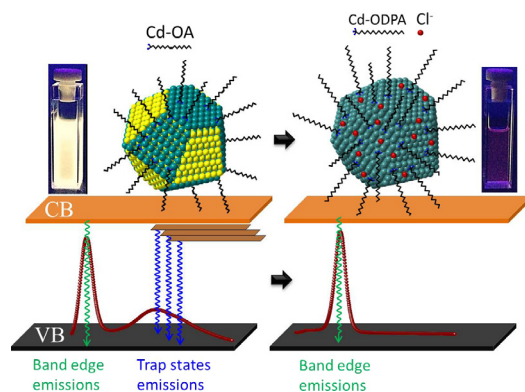 Cd-OA
Cd-ODPA Cl⁻
CB
VB
Band edge
emissions
Trap states
emissions
Band edge
emissions